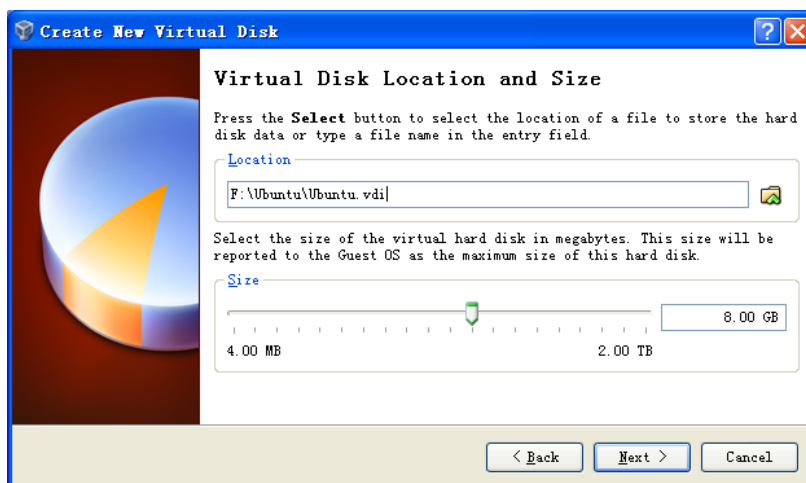 Create New Virtual Disk
Virtual Disk Location and Size
Press the Select button to select the location of a file to store the hard
disk data or type a file name in the entry field.
Location
F:\Ubuntu\Ubuntu.vdi
Select the size of the virtual hard disk in megabytes. This size will be
reported to the Guest OS as the maximum size of this hard disk.
Size
8.00 GB
4.00 MB 2.00 TB
< Back Next > Cancel